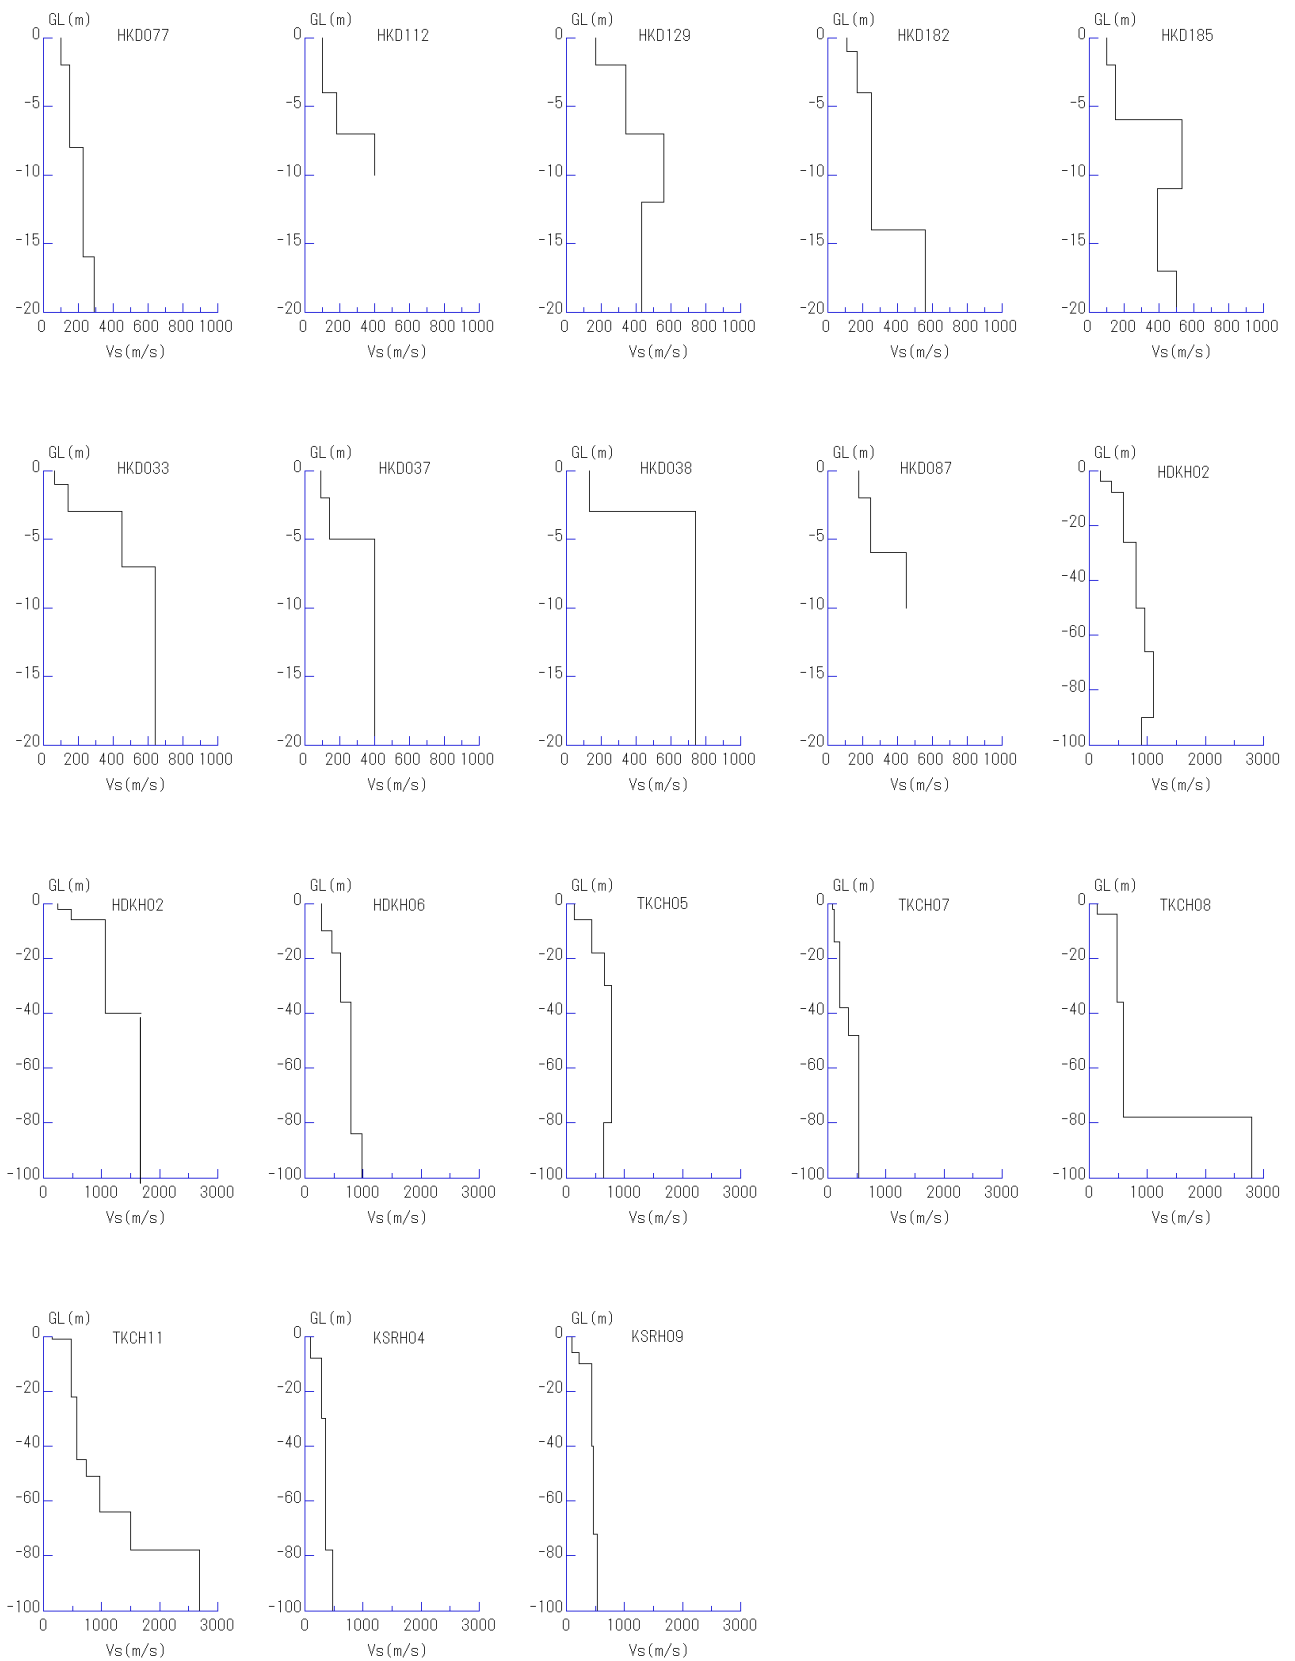 GL(m) GL(m) GL(m) GL(m) GL(m)
HKD077 HKD112 HKD129 HKD182 HKD185
0 0 0 0 0
-5 -5 -5 -5 -5
-10 -10 -10 -10 -10
-15 -15 -15 -15 -15
-20 -20 -20 -20 -20
0 200 400 600 800 1000 0 200 400 600 800 1000 0 200 400 600 800 1000 0 200 400 600 800 1000 0 200 400 600 800 1000
Vs(m/s) Vs(m/s) Vs(m/s) Vs(m/s) Vs(m/s)
GL(m) GL(m) GL(m) GL(m) GL(m)
HKD033 HKD037 HKD038 HKD087 HDKH02
0 0 0 0 0
-5 -5 -5 -5 -20
-10 -10 -10 -10 -40
-15 -15 -15 -15 -60
-80
-20 -20 -20 -20 -100
0 200 400 600 800 1000 0 200 400 600 800 1000 0 200 400 600 800 1000 0 200 400 600 800 1000 0 1000 2000 3000
Vs(m/s) Vs(m/s) Vs(m/s) Vs(m/s) Vs(m/s)
GL(m) GL(m) GL(m) GL(m) GL(m)
HDKH02 HDKH06 TKCH05 TKCH07 TKCH08
0 0 0 0 0
-20 -20 -20 -20 -20
-40 -40 -40 -40 -40
-60 -60 -60 -60 -60
-80 -80 -80 -80 -80
-100 -100 -100 -100 -100
0 1000 2000 3000 0 1000 2000 3000 0 1000 2000 3000 0 1000 2000 3000 0 1000 2000 3000
Vs(m/s) Vs(m/s) Vs(m/s) Vs(m/s) Vs(m/s)
GL(m) GL(m) GL(m)
TKCH11 KSRH04 KSRH09
0 0 0
-20 -20 -20
-40 -40 -40
-60 -60 -60
-80 -80 -80
-100 -100 -100
0 1000 2000 3000 0 1000 2000 3000 0 1000 2000 3000
Vs(m/s) Vs(m/s) Vs(m/s)